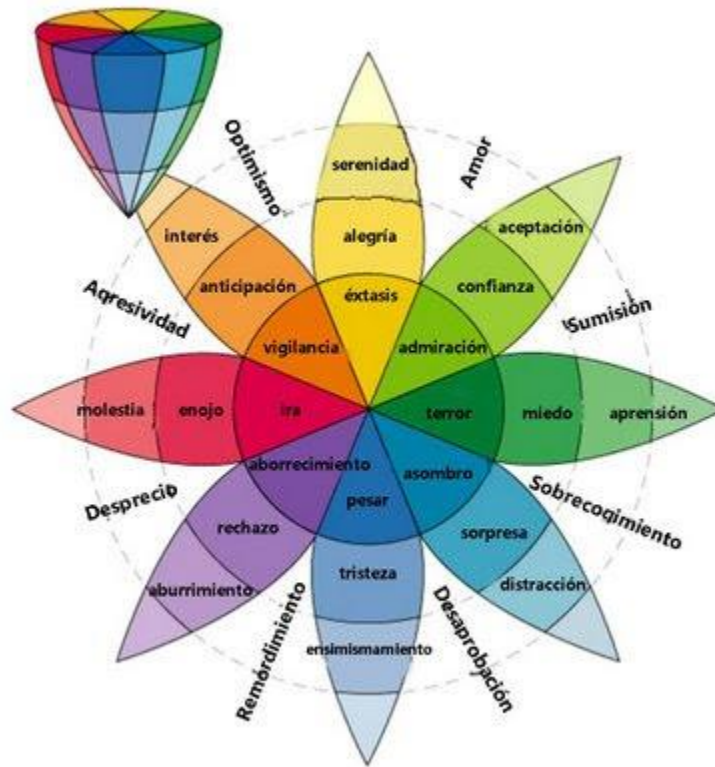 Optimismo
Amor
serenidad
interés
alegría
aceptación
anticipación
éxtasis
confianza
Agresividad
Sumisión
vigilancia
admiración
molestia
enojo
ira
terror
miedo
aprensión
aborrecimiento
asombro
Desprecio
pesar
Sobrecogimiento
rechazo
sorpresa
tristeza
aburrimiento
distracción
Remordimiento
ensimismamiento
Desaprobación